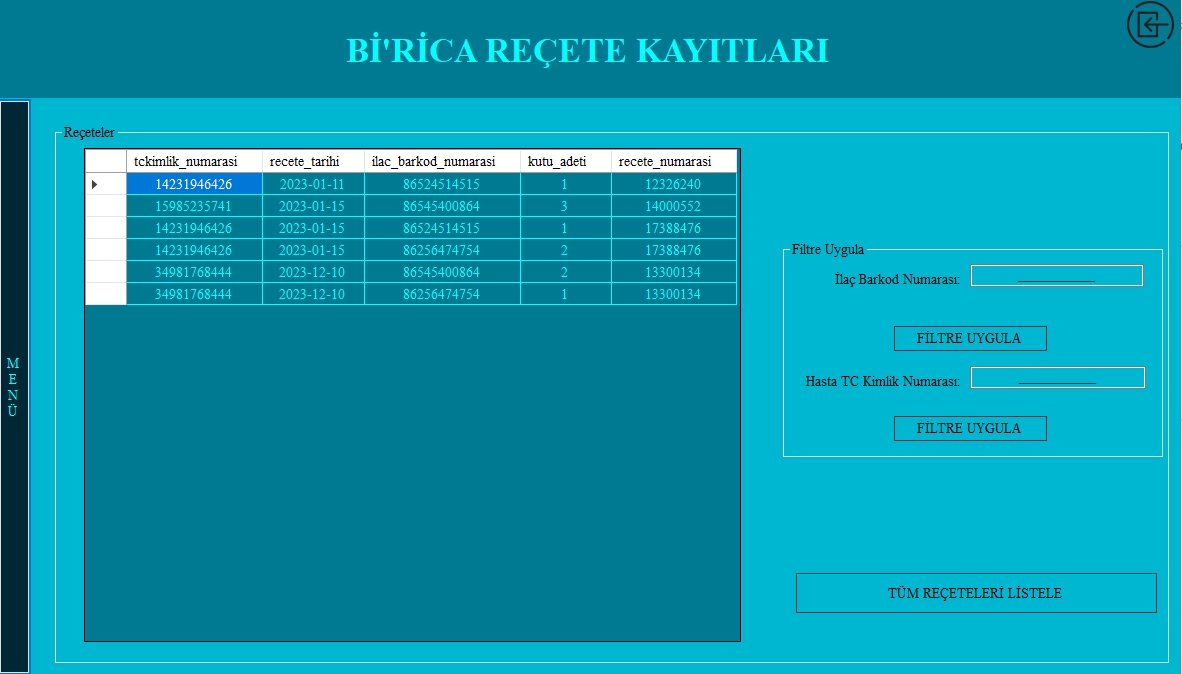 Bİ'RİCA REÇETE KAYITLARI
MENÜ
Reçeteler
tckimlik_numarasi recete_tarihi ilac_barkod_numarasi kutu_adeti recete_numarasi
14231946426 2023-01-11 86524514515 1 12326240
15985235741 2023-01-15 86545400864 3 14000552
14231946426 2023-01-15 86524514515 1 17388476
14231946426 2023-01-15 86256474754 2 17388476
34981768444 2023-12-10 86545400864 2 13300134
34981768444 2023-12-10 86256474754 1 13300134
Filtre Uygula
İlaç Barkod Numarası: ___________
FİLTRE UYGULA
Hasta TC Kimlik Numarası: ___________
FİLTRE UYGULA
TÜM REÇETELERİ LİSTELE